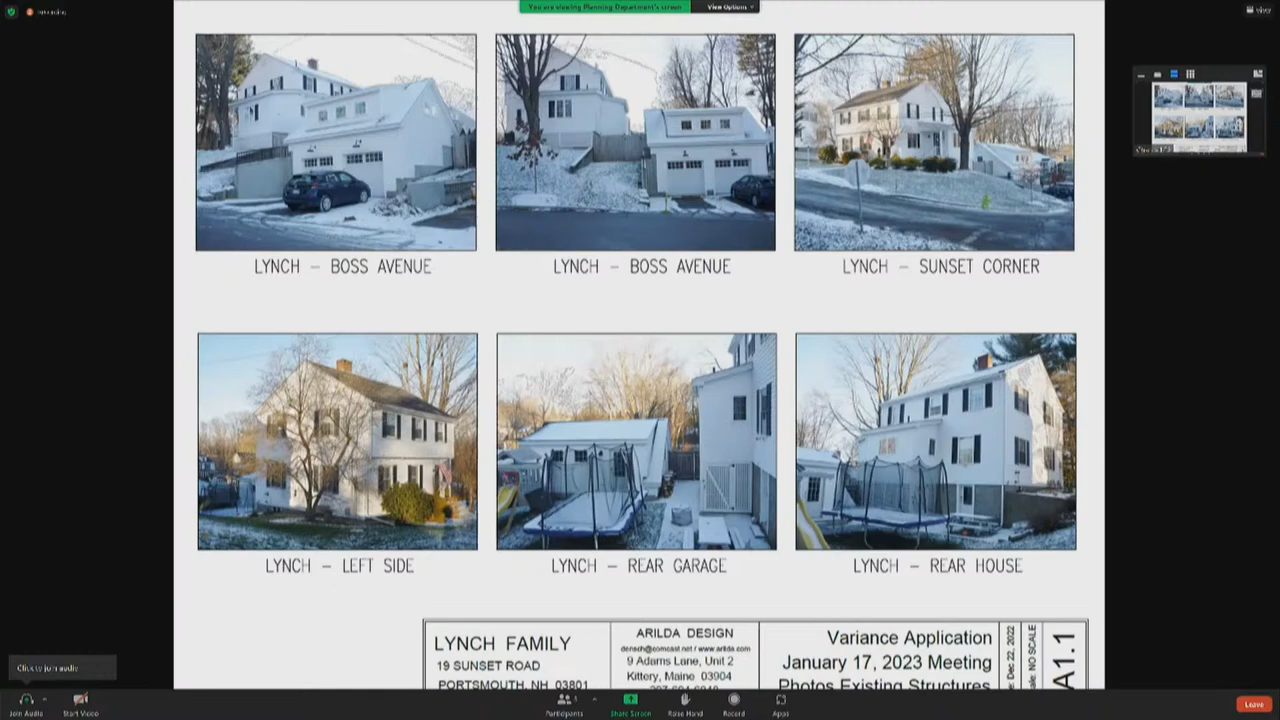 You are viewing Planning Department's screen
View Options
View
LYNCH – BOSS AVENUE
LYNCH – BOSS AVENUE
LYNCH – SUNSET CORNER
LYNCH – LEFT SIDE
LYNCH – REAR GARAGE
LYNCH – REAR HOUSE
LYNCH FAMILY
19 SUNSET ROAD
PORTSMOUTH, NH 03801
ARILDA DESIGN
9 Adams Lane, Unit 2
Kittery, Maine 03904
Variance Application
January 17, 2023 Meeting
Photos Existing Structures
Dec 22, 2022
NO SCALE
A1.1
Click to join audio
Join Audio
Start Video
Participants
Share Screen
Raise Hand
Record
Apps
Leave